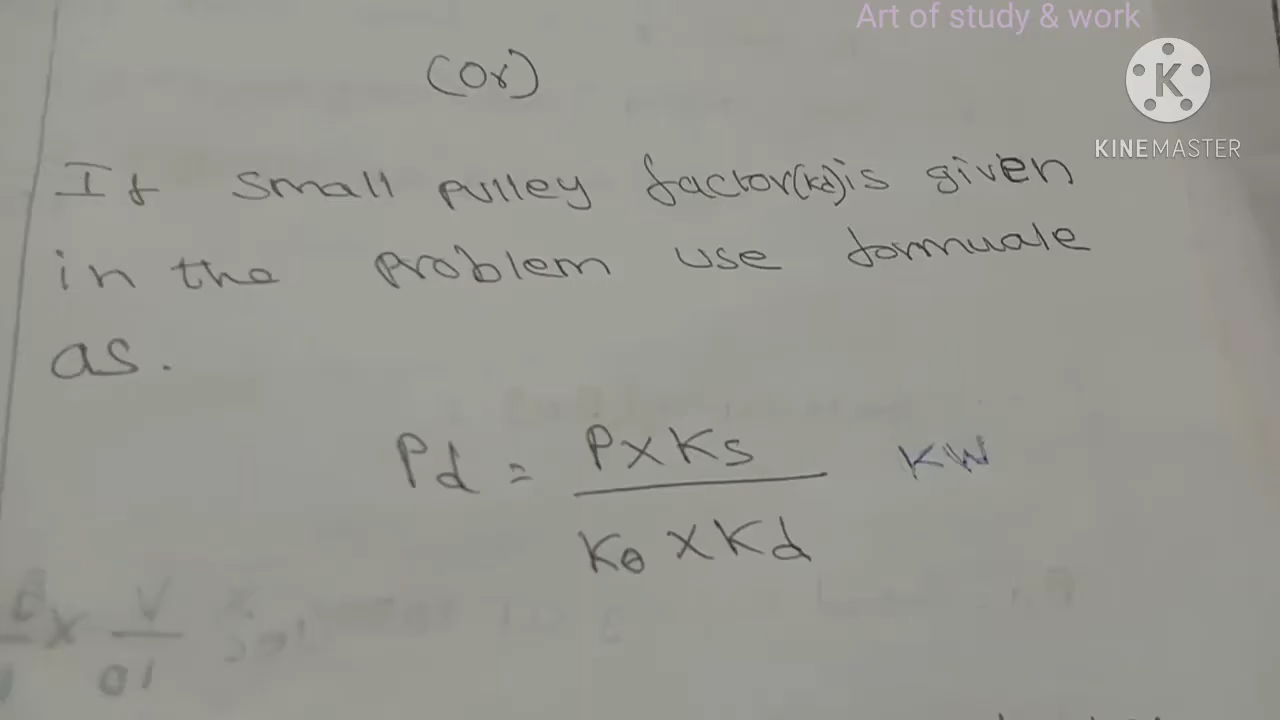 Art of study & work
(Or)
K
KINEMASTER
If small pulley factor(Kd)is given
in the problem use formuale
as.
Pd = P×Ks / Kθ×Kd KW